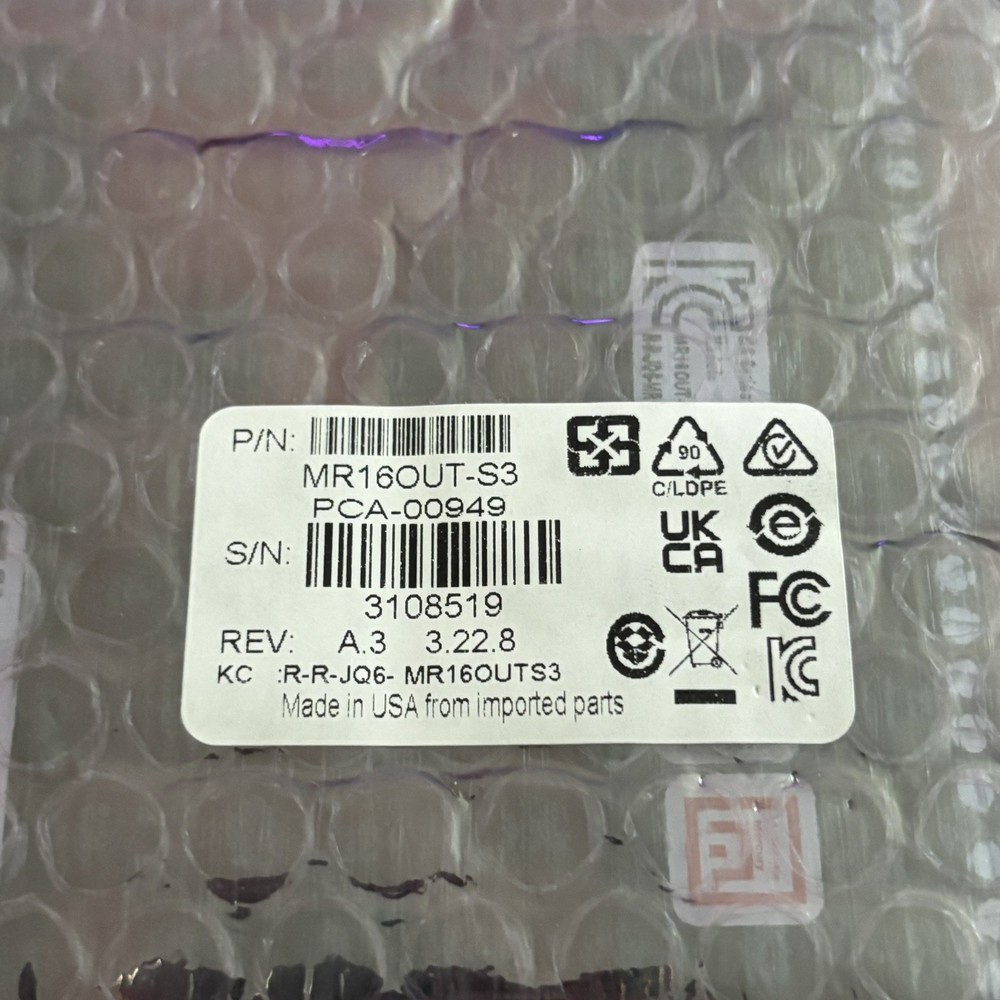 P/N:
MR16OUT-S3
PCA-00949
S/N:
3108519
REV: A.3 3.22.8
KC :R-R-JQ6- MR16OUTS3
Made in USA from imported parts
90
C/LDPE
UK
CA
e
FC
KC